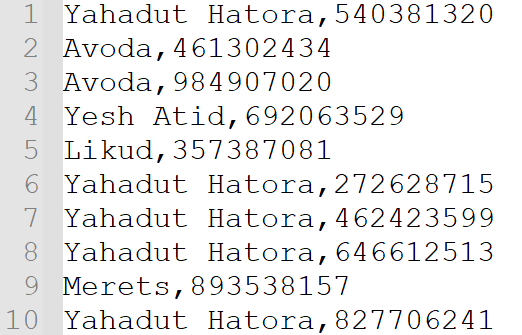 1 Yahadut Hatora,540381320
2 Avoda,461302434
3 Avoda,984907020
4 Yesh Atid,692063529
5 Likud,357387081
6 Yahadut Hatora,272628715
7 Yahadut Hatora,462423599
8 Yahadut Hatora,646612513
9 Merets,893538157
10 Yahadut Hatora,827706241